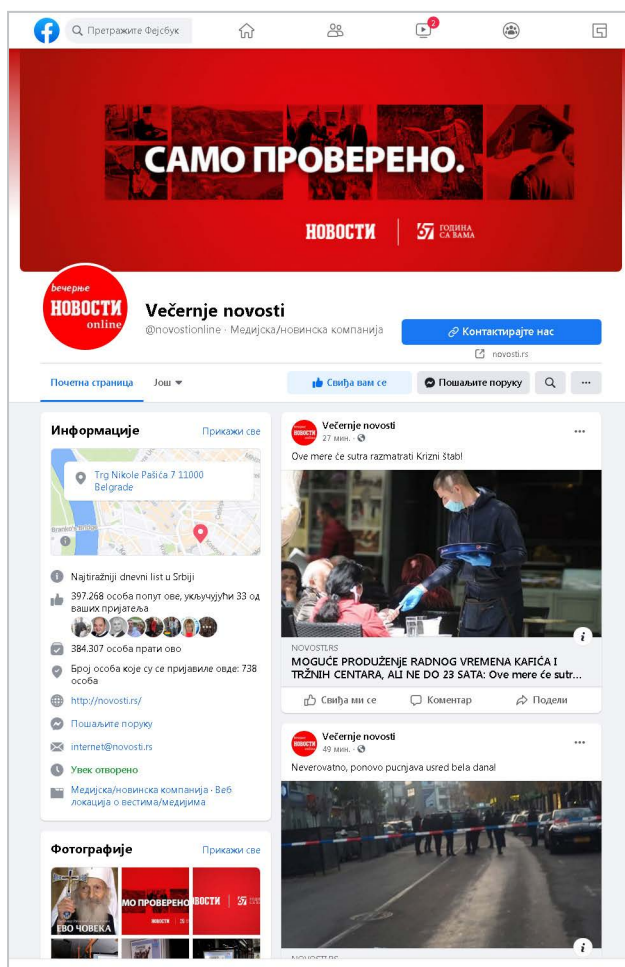 Претражите Фејсбук
2
САМО ПРОВЕРЕНО.
НОВОСТИ
67 ГОДИНА
СА ВАМА
вечерње
НОВОСТИ
online
Večernje novosti
@novostionline · Медијска/новинска компанија
Контактирајте нас
novosti.rs
Почетна страница
Још
Свиђа вам се
Пошаљите поруку
Информације
Прикажи све
Trg Nikole Pašića 7 11000
Belgrade
Najtiražniji dnevni list u Srbiji
397.268 особа попут ове, укључујући 33 од
ваших пријатеља
384.307 особа прати ово
Број особа које су се пријавиле овде: 738
особа
http://novosti.rs/
Пошаљите поруку
internet@novosti.rs
Увек отворено
Медијска/новинска компанија · Веб
локација о вестима/медијима
Фотографије
Прикажи све
ЕВО ЧОВЕКА
МО ПРОВЕРЕНО
НОВОСТИ
ВОСТИ
Večernje novosti
27 мин.
Ove mere će sutra razmatrati Krizni štab!
NOVOSTI.RS
MOGUĆE PRODUŽENjE RADNOG VREMENA KAFIĆA I
TRŽNIH CENTARA, ALI NE DO 23 SATA: Ove mere će sutr...
Свиђа ми се
Коментар
Подели
Večernje novosti
49 мин.
Neverovatno, ponovo pucnjava usred bela dana!
NOVOSTI.RS